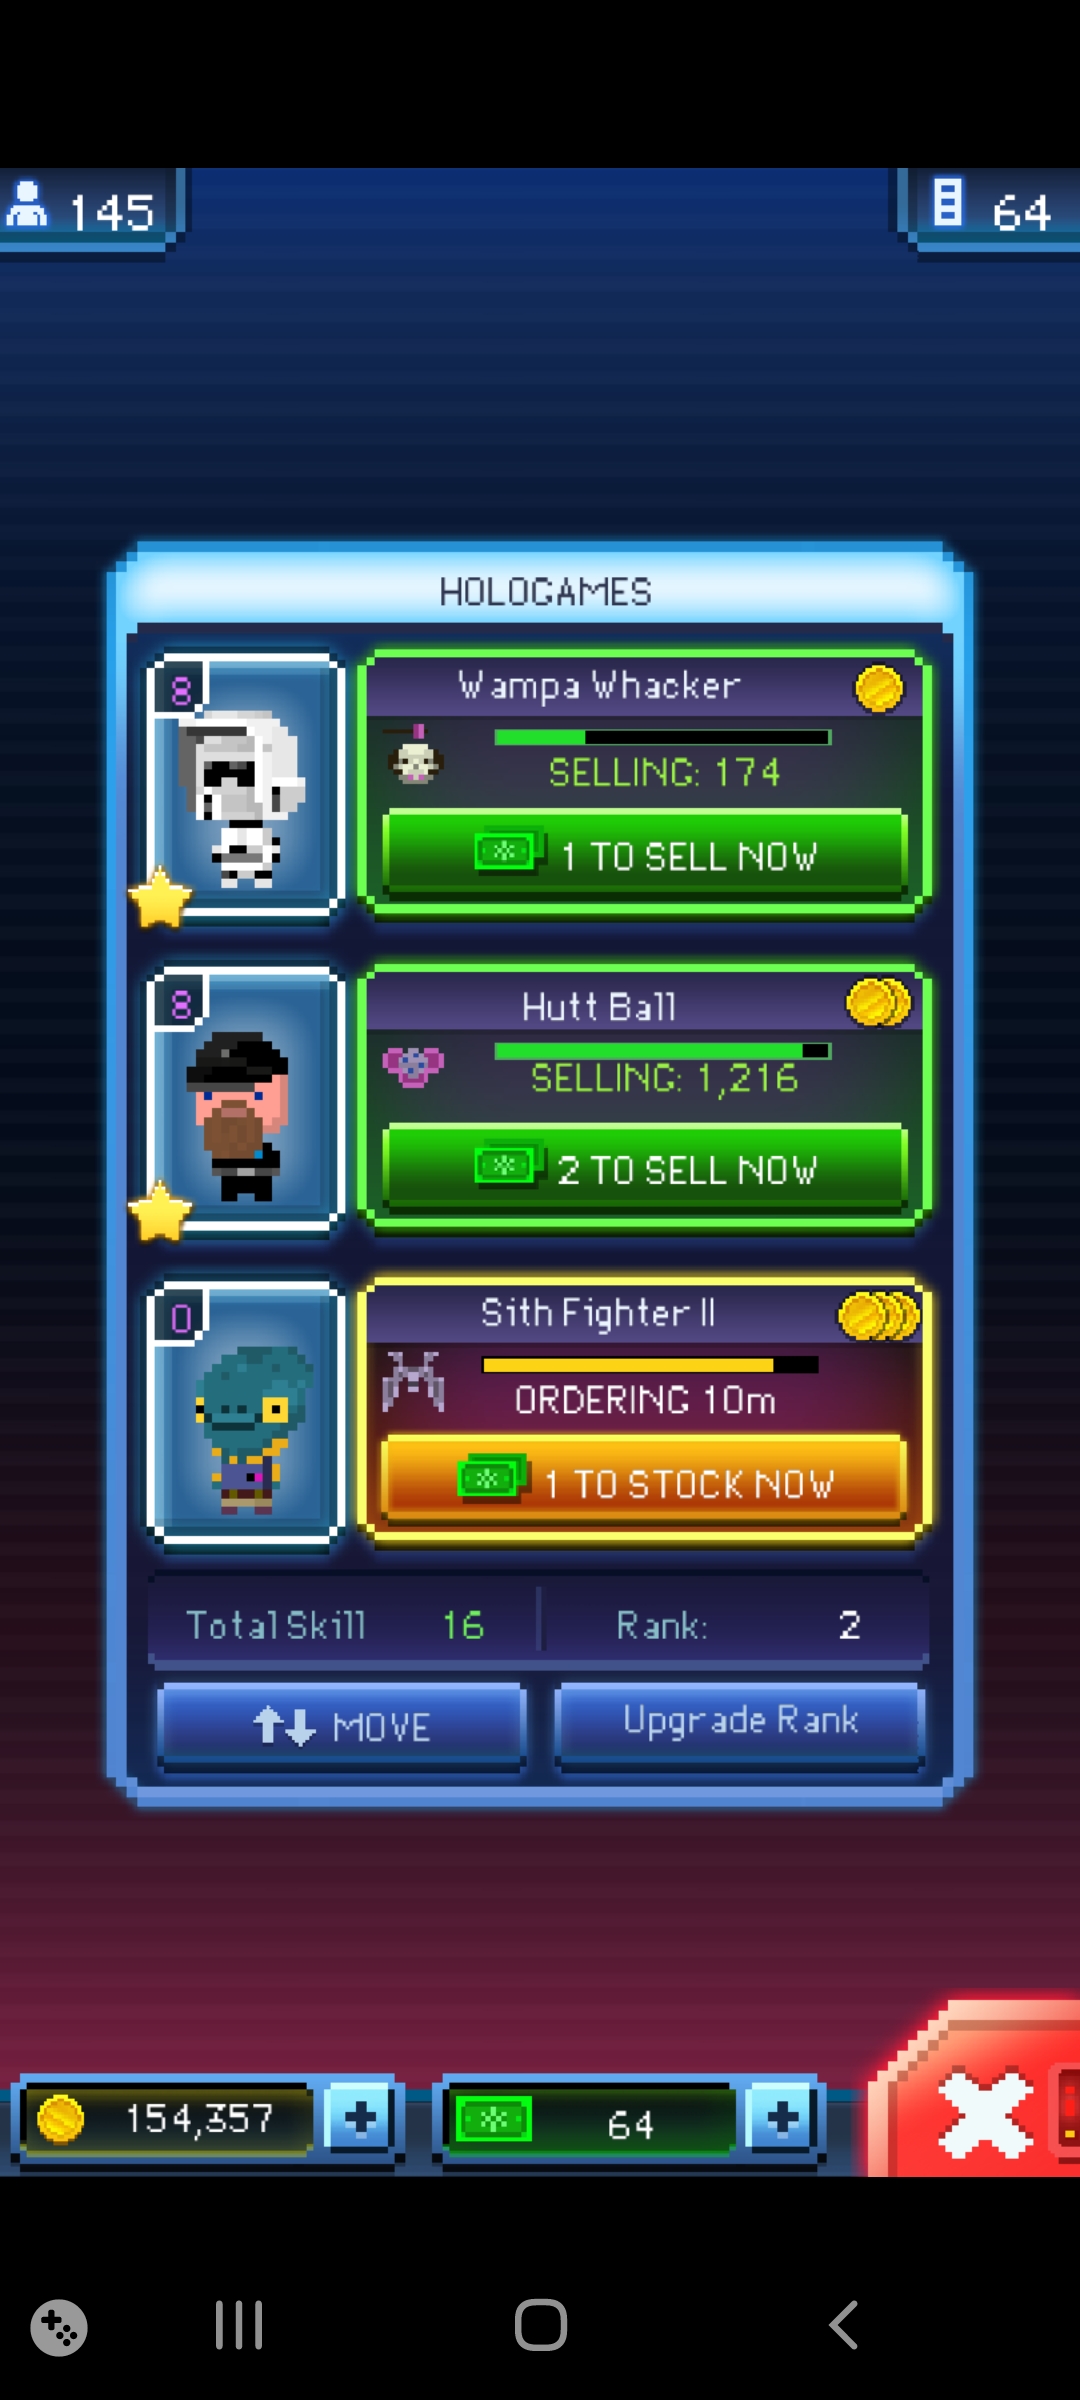 145
64
HOLOGAMES
8
Wampa Whacker
SELLING: 174
1 TO SELL NOW
8
Hutt Ball
SELLING: 1,216
2 TO SELL NOW
0
Sith Fighter II
ORDERING 10m
1 TO STOCK NOW
Total Skill 16 Rank: 2
MOVE
Upgrade Rank
154,357
64